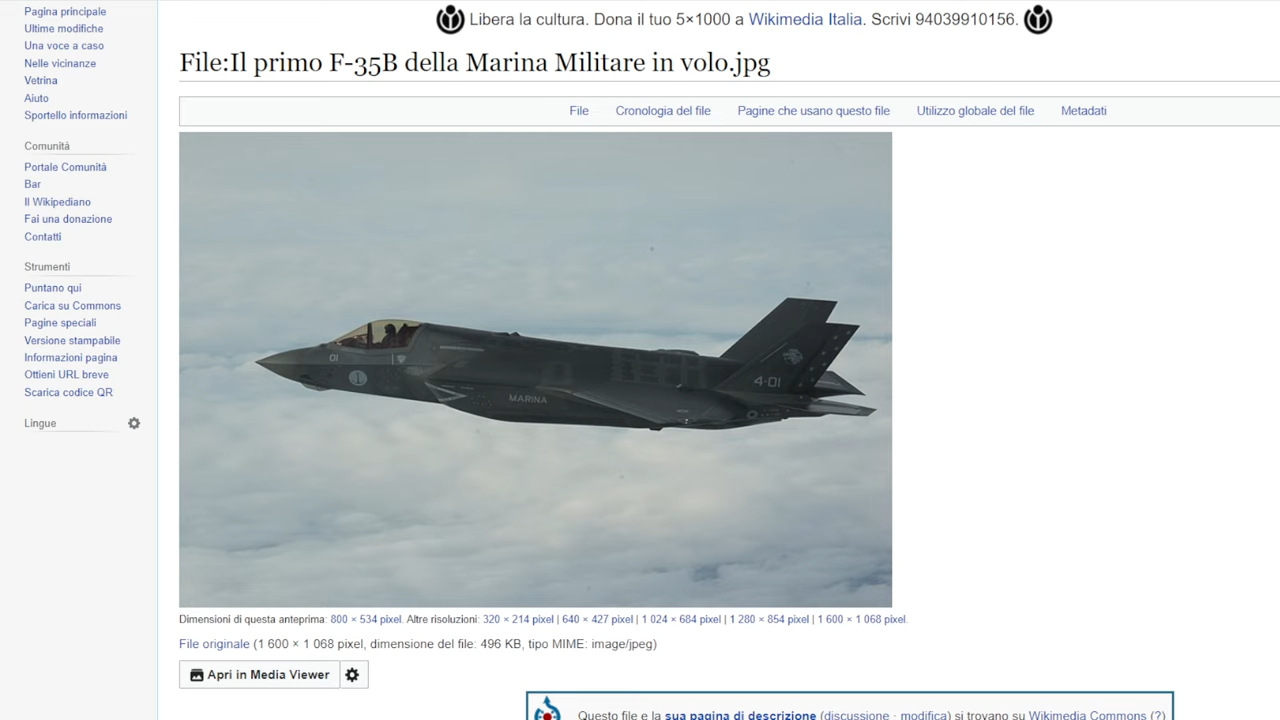 Pagina principale
Ultime modifiche
Una voce a caso
Nelle vicinanze
Vetrina
Aiuto
Sportello informazioni
Comunità
Portale Comunità
Bar
Il Wikipediano
Fai una donazione
Contatti
Strumenti
Puntano qui
Carica su Commons
Pagine speciali
Versione stampabile
Informazioni pagina
Ottieni URL breve
Scarica codice QR
Lingue
Libera la cultura. Dona il tuo 5×1000 a Wikimedia Italia. Scrivi 94039910156.
File:Il primo F-35B della Marina Militare in volo.jpg
File Cronologia del file Pagine che usano questo file Utilizzo globale del file Metadati
01
1
MARINA
4-01
Dimensioni di questa anteprima: 800 × 534 pixel. Altre risoluzioni: 320 × 214 pixel | 640 × 427 pixel | 1 024 × 684 pixel | 1 280 × 854 pixel | 1 600 × 1 068 pixel.
File originale (1 600 × 1 068 pixel, dimensione del file: 496 KB, tipo MIME: image/jpeg)
Apri in Media Viewer
Questo file e la sua pagina di descrizione (discussione · modifica) si trovano su Wikimedia Commons (?)